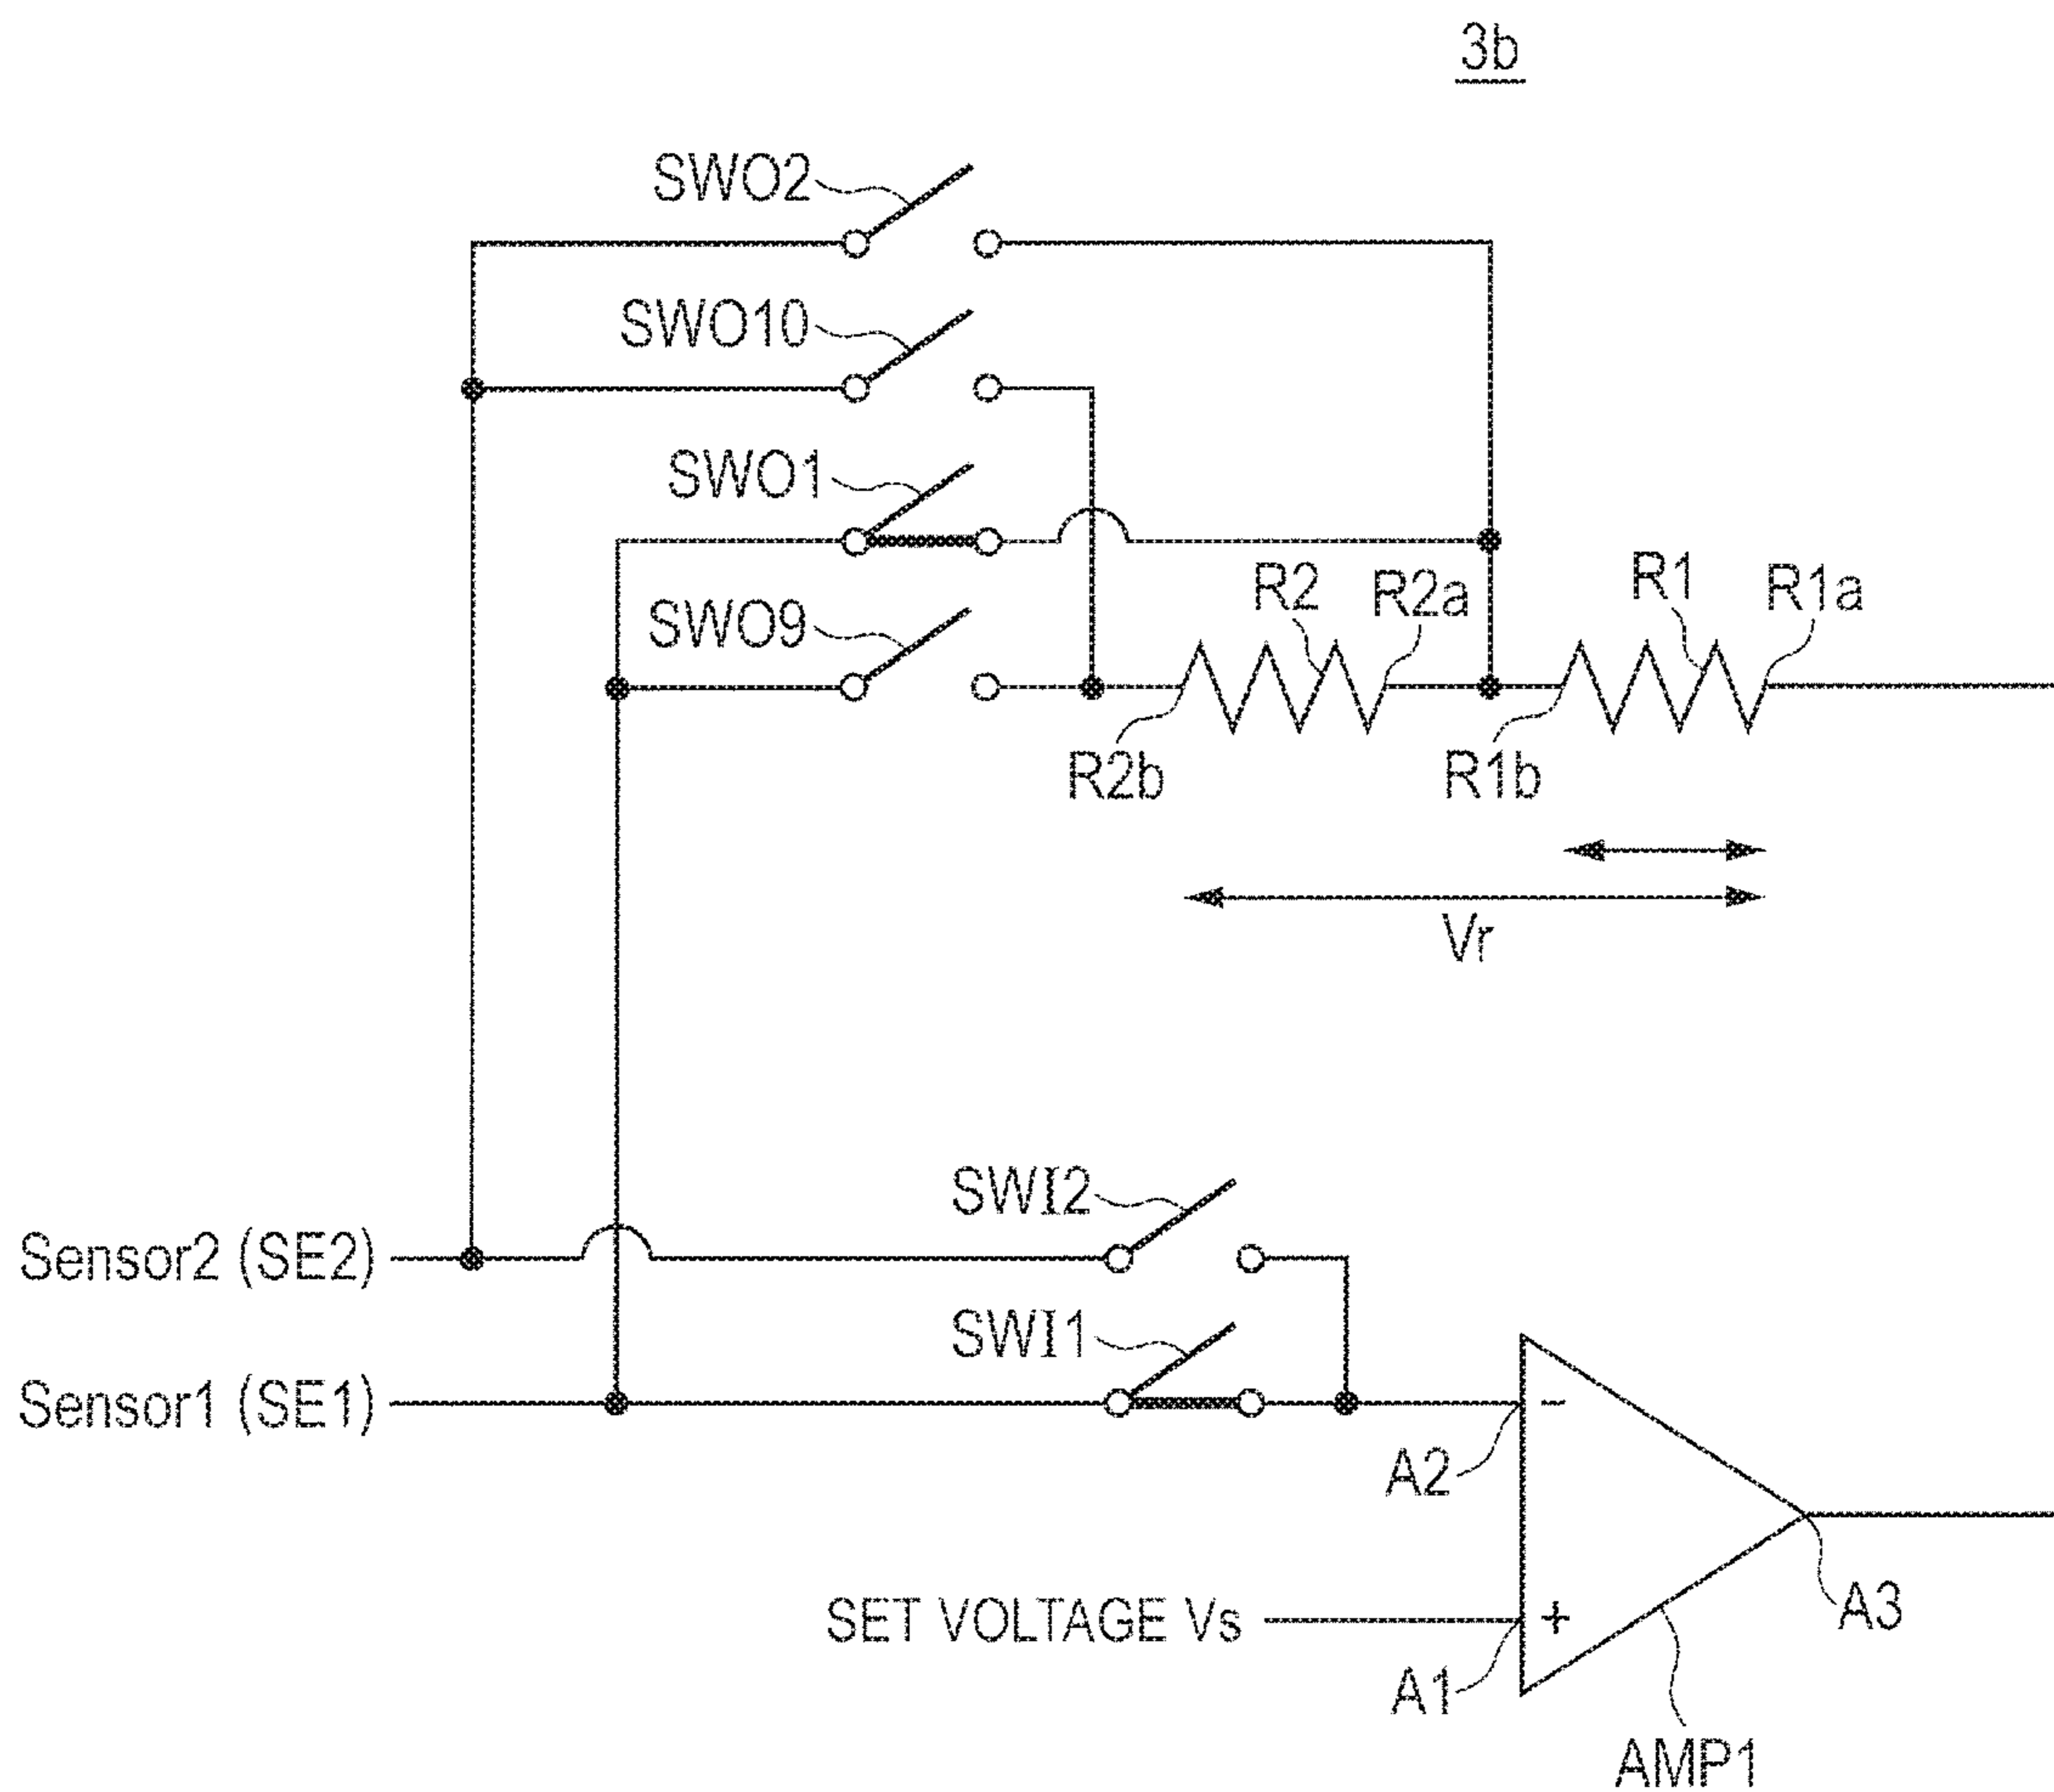 3b
SWO2
SWO10
SWO1
SWO9
R2
R2a
R1
R1a
R2b
R1b
Vr
SWI2
Sensor2 (SE2)
SWI1
Sensor1 (SE1)
A2
-
SET VOLTAGE Vs
+
A1
A3
AMP1